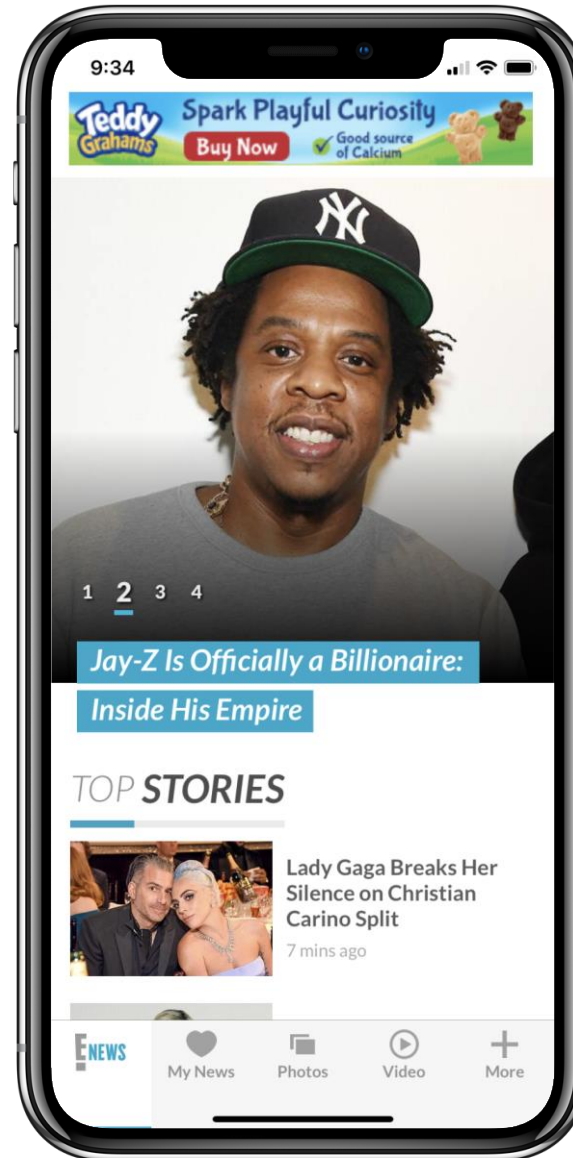 9:34
Teddy
Grahams
Spark Playful Curiosity
Buy Now
Good source
of Calcium
NY
1 2 3 4
Jay-Z Is Officially a Billionaire:
Inside His Empire
TOP STORIES
Lady Gaga Breaks Her
Silence on Christian
Carino Split
7 mins ago
E! NEWS
My News
Photos
Video
More